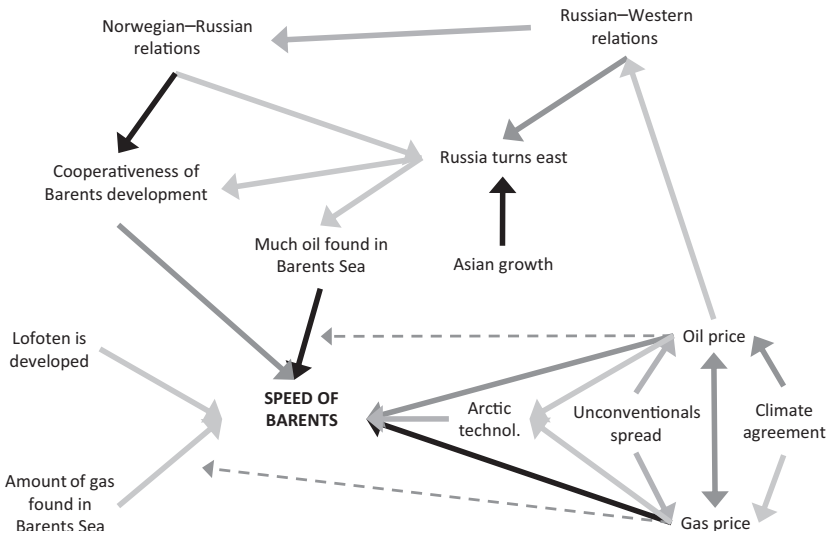 Norwegian–Russian
relations
Russian–Western
relations
Cooperativeness of
Barents development
Russia turns east
Much oil found in
Barents Sea
Asian growth
Lofoten is
developed
Oil price
SPEED OF
BARENTS
Arctic
technol.
Unconventionals
spread
Climate
agreement
Amount of gas
found in
Barents Sea
Gas price